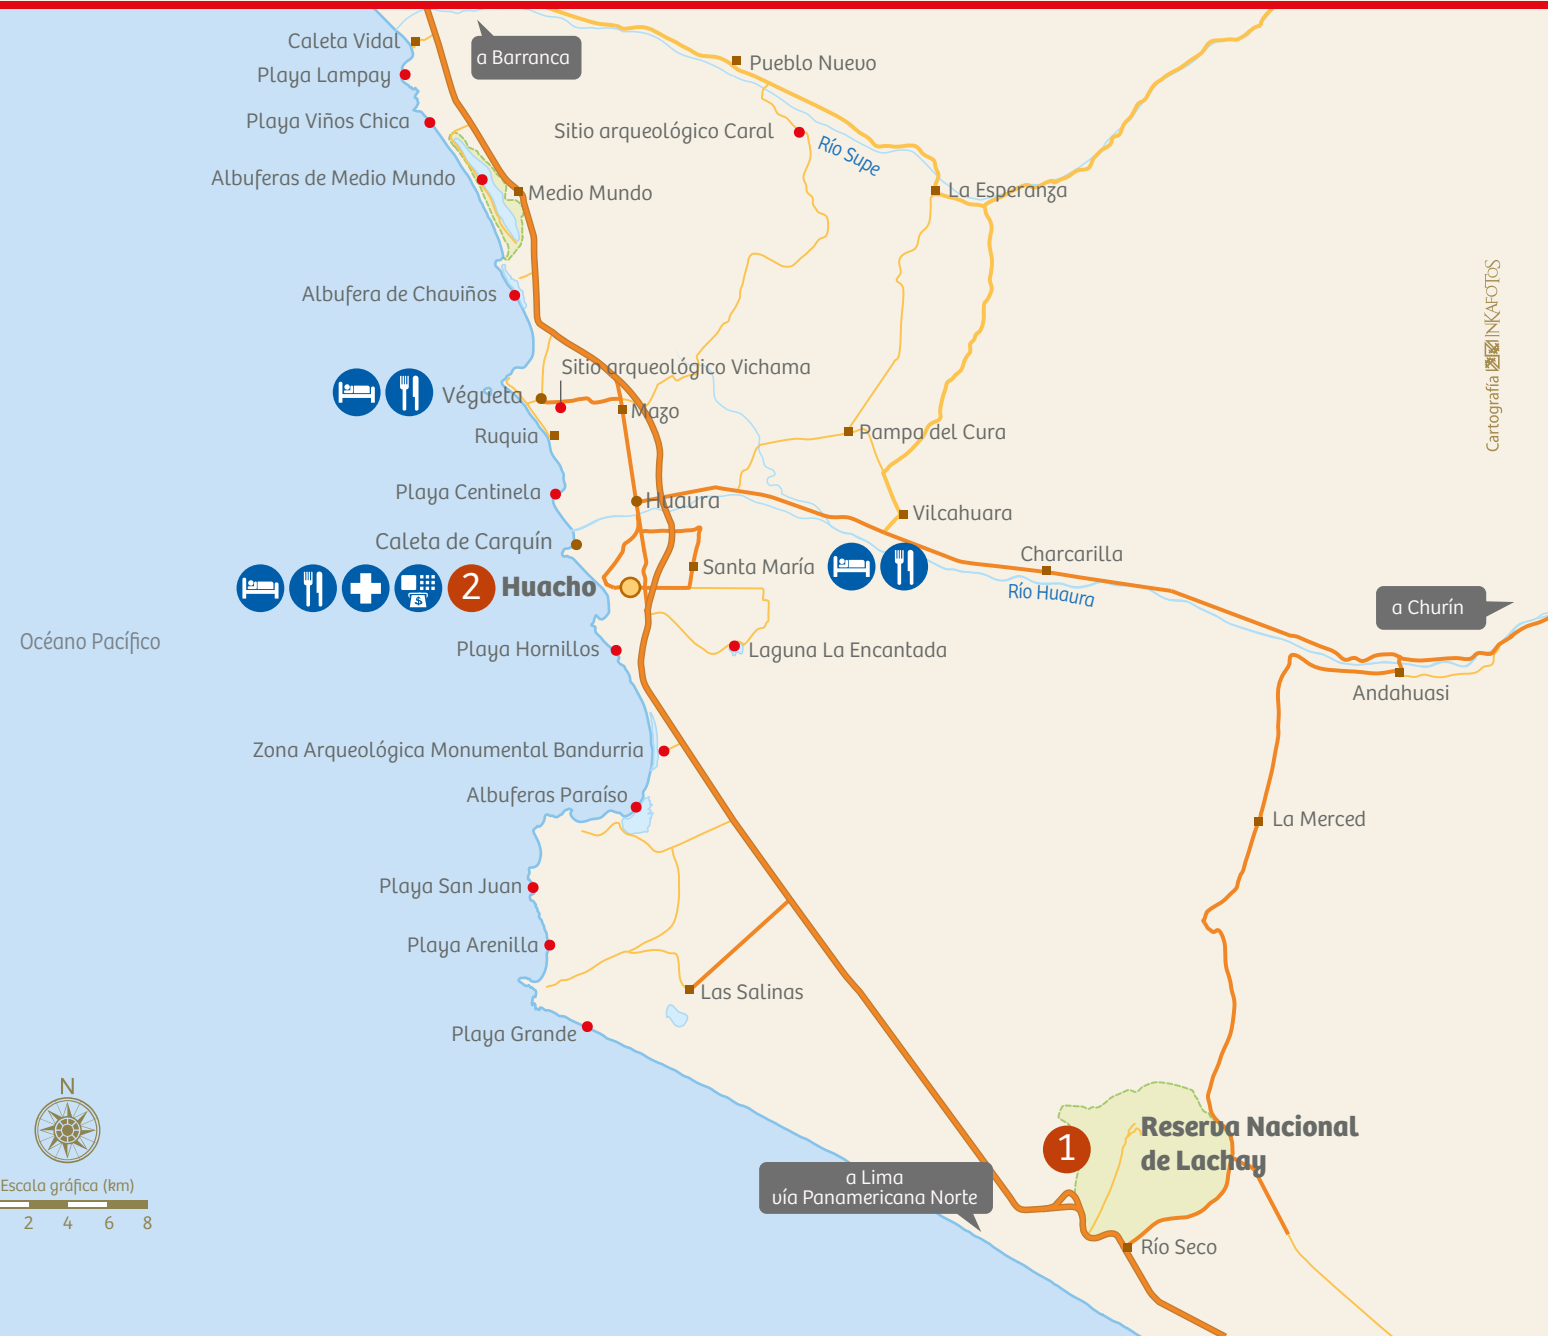 Caleta Vidal
a Barranca
Pueblo Nuevo
Playa Lampay
Playa Viños Chica
Sitio arqueológico Caral
Río Supe
Albuferas de Medio Mundo
Medio Mundo
La Esperanza
Albufera de Chaviños
Cartografía INKAFOTOS
Sitio arqueológico Vichama
Végueta
Mazo
Ruquia
Pampa del Cura
Playa Centinela
Huaura
Vilcahuara
Caleta de Carquín
Santa María
Charcarilla
2 Huacho
Río Huaura
a Churín
Océano Pacífico
Playa Hornillos
Laguna La Encantada
Andahuasi
Zona Arqueológica Monumental Bandurria
Albuferas Paraíso
La Merced
Playa San Juan
Playa Arenilla
Las Salinas
Playa Grande
N
1
Reserva Nacional
de Lachay
a Lima
vía Panamericana Norte
Escala gráfica (km)
2 4 6 8
Río Seco
$